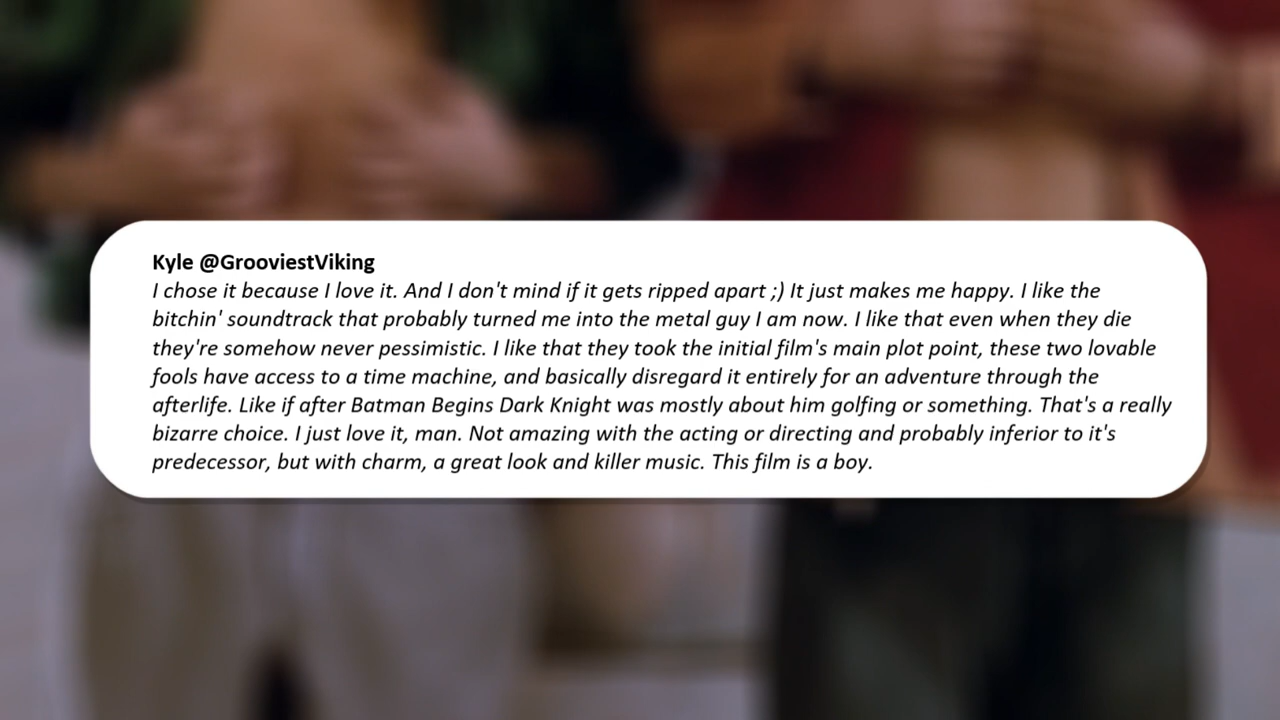 Kyle @GrooviestViking
I chose it because I love it. And I don't mind if it gets ripped apart ;) It just makes me happy. I like the
bitchin' soundtrack that probably turned me into the metal guy I am now. I like that even when they die
they're somehow never pessimistic. I like that they took the initial film's main plot point, these two lovable
fools have access to a time machine, and basically disregard it entirely for an adventure through the
afterlife. Like if after Batman Begins Dark Knight was mostly about him golfing or something. That's a really
bizarre choice. I just love it, man. Not amazing with the acting or directing and probably inferior to it's
predecessor, but with charm, a great look and killer music. This film is a boy.